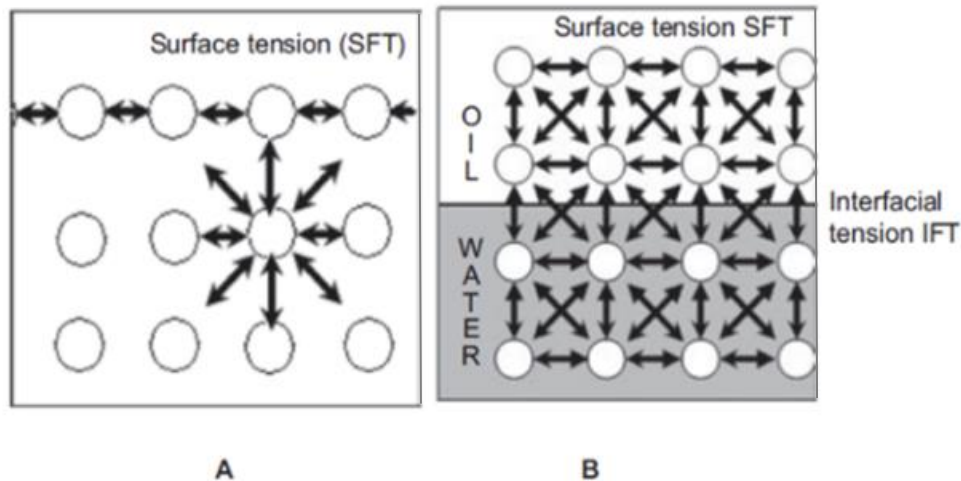 Surface tension (SFT)
Surface tension SFT
O
I
L
W
A
T
E
R
Interfacial
tension IFT
A
B